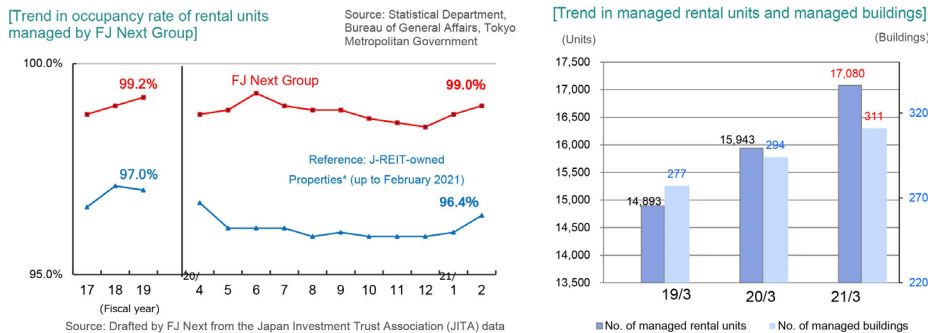 [Trend in occupancy rate of rental units
managed by FJ Next Group]
Source: Statistical Department,
Bureau of General Affairs, Tokyo
Metropolitan Government
100.0%
95.0%
FJ Next Group
99.2%
99.0%
97.0%
Reference: J-REIT-owned
Properties* (up to February 2021)
96.4%
20/
21/
17 18 19 4 5 6 7 8 9 10 11 12 1 2
(Fiscal year)
Source: Drafted by FJ Next from the Japan Investment Trust Association (JITA) data
[Trend in managed rental units and managed buildings]
(Units)
(Buildings)
17,500
17,000
16,500
16,000
15,500
15,000
14,500
14,000
13,500
320
270
220
14,893
277
15,943
294
17,080
311
19/3 20/3 21/3
No. of managed rental units No. of managed buildings